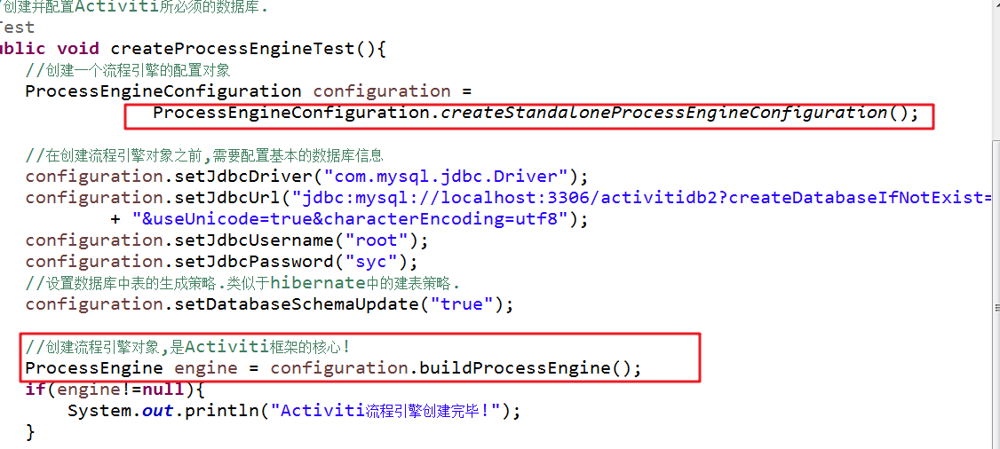 /创建并配置Activiti所必须的数据库.
Test
ublic void createProcessEngineTest(){
//创建一个流程引擎的配置对象
ProcessEngineConfiguration configuration =
ProcessEngineConfiguration.createStandaloneProcessEngineConfiguration();
//在创建流程引擎对象之前,需要配置基本的数据库信息
configuration.setJdbcDriver("com.mysql.jdbc.Driver");
configuration.setJdbcUrl("jdbc:mysql://localhost:3306/activitidb2?createDatabaseIfNotExist=
+ "&useUnicode=true&characterEncoding=utf8");
configuration.setJdbcUsername("root");
configuration.setJdbcPassword("syc");
//设置数据库中表的生成策略.类似于hibernate中的建表策略.
configuration.setDatabaseSchemaUpdate("true");
//创建流程引擎对象,是Activiti框架的核心!
ProcessEngine engine = configuration.buildProcessEngine();
if(engine!=null){
System.out.println("Activiti流程引擎创建完毕!");
}